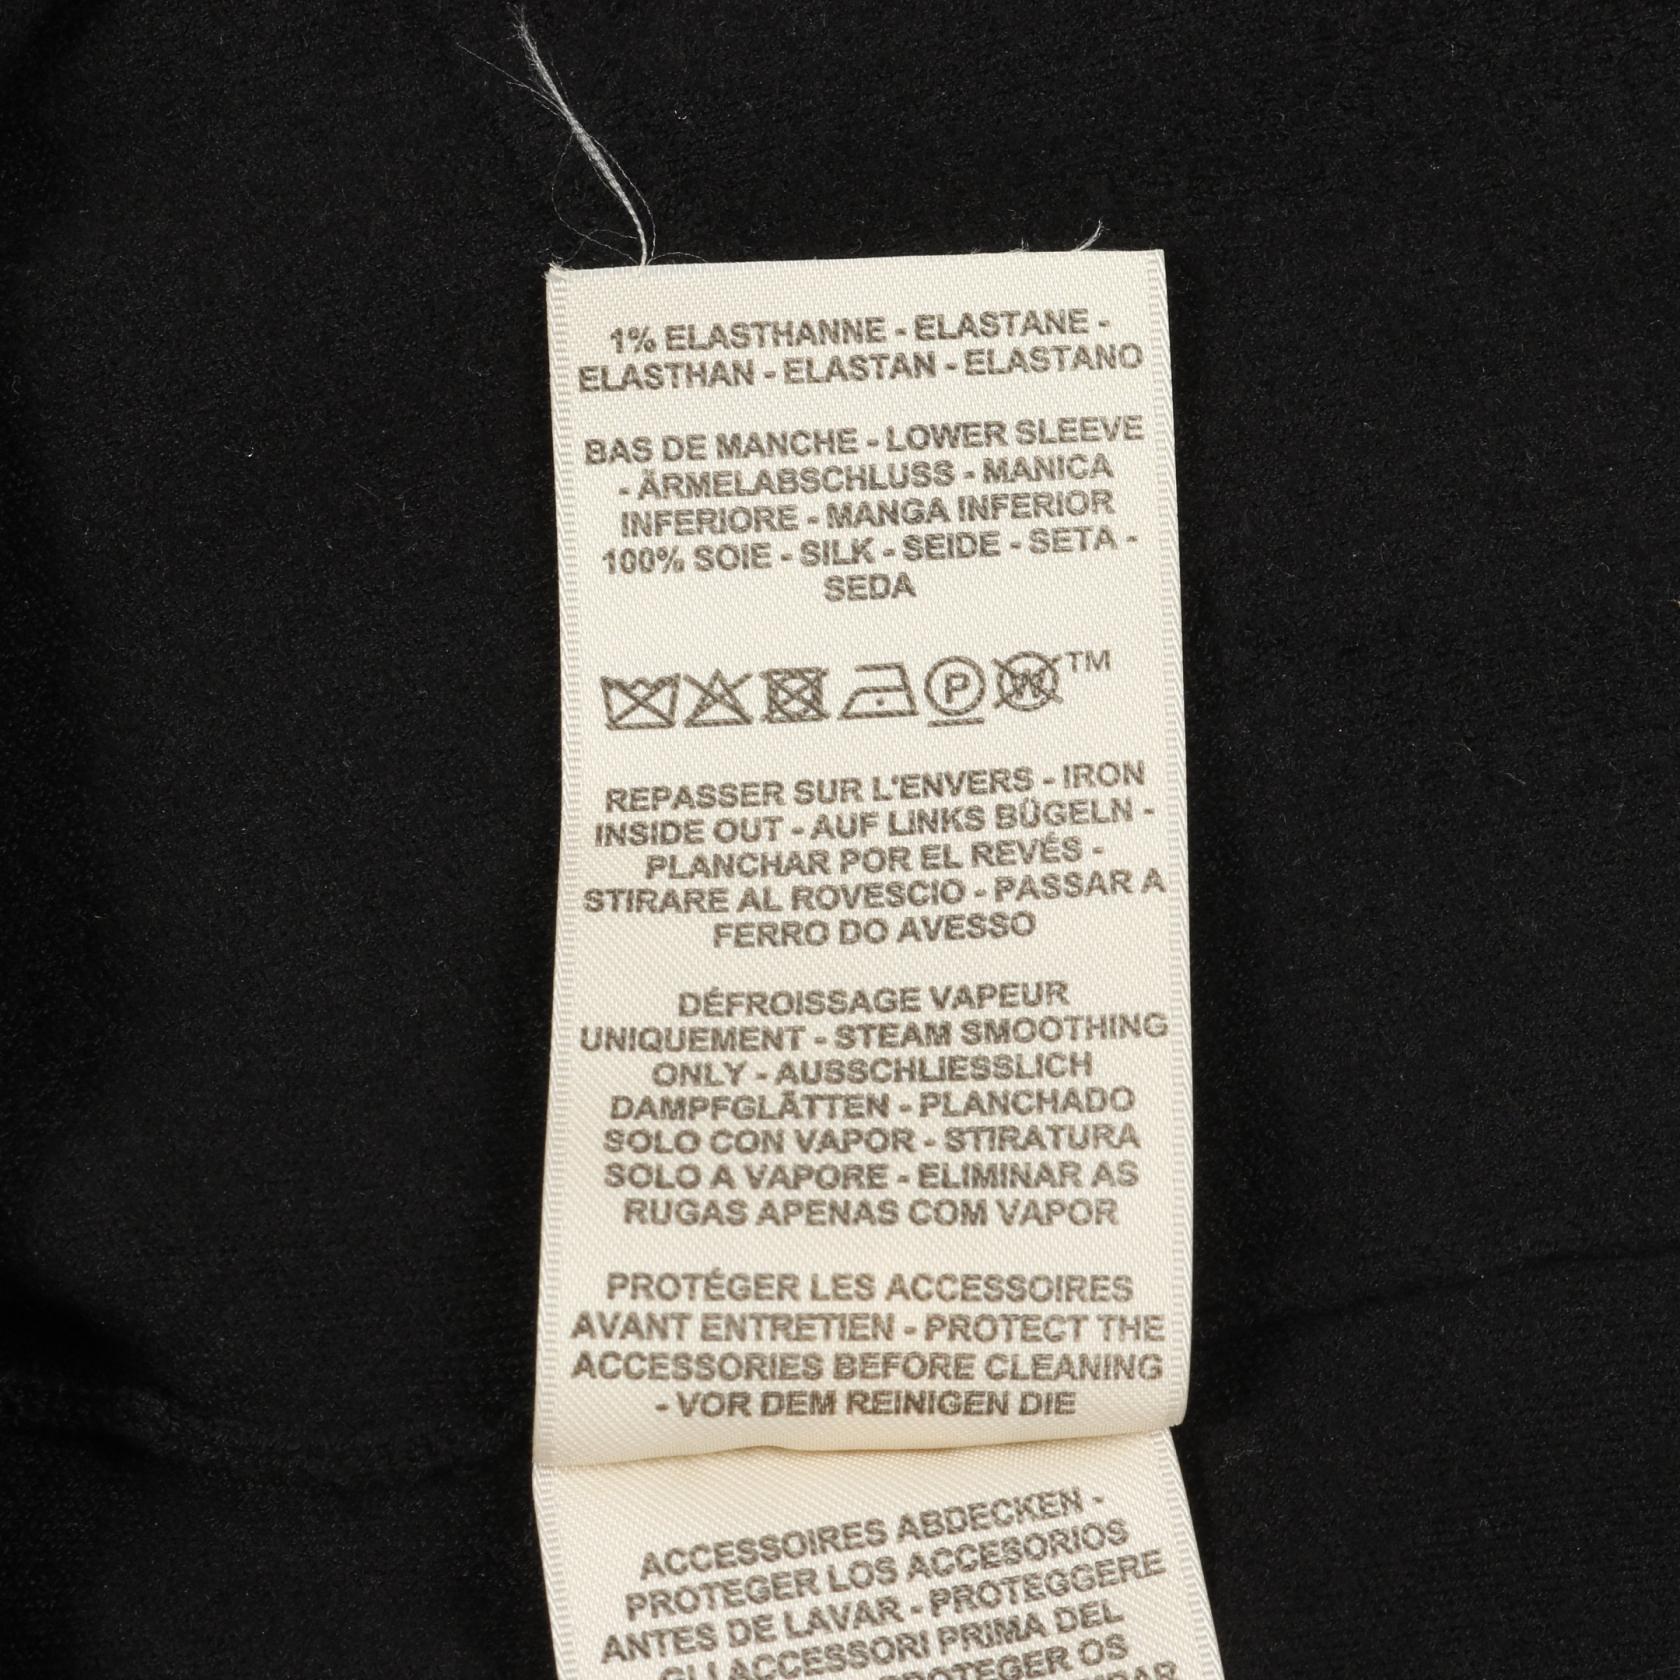 1% ELASTHANNE - ELASTANE -
ELASTHAN - ELASTAN - ELASTANO
BAS DE MANCHE - LOWER SLEEVE
- ÄRMELABSCHLUSS - MANICA
INFERIORE - MANGA INFERIOR
100% SOIE - SILK - SEIDE - SETA -
SEDA
P W TM
REPASSER SUR L'ENVERS - IRON
INSIDE OUT - AUF LINKS BÜGELN -
PLANCHAR POR EL REVÉS -
STIRARE AL ROVESCIO - PASSAR A
FERRO DO AVESSO
DÉFROISSAGE VAPEUR
UNIQUEMENT - STEAM SMOOTHING
ONLY - AUSSCHLIESSLICH
DAMPFGLÄTTEN - PLANCHADO
SOLO CON VAPOR - STIRATURA
SOLO A VAPORE - ELIMINAR AS
RUGAS APENAS COM VAPOR
PROTÉGER LES ACCESSOIRES
AVANT ENTRETIEN - PROTECT THE
ACCESSORIES BEFORE CLEANING
- VOR DEM REINIGEN DIE
ACCESSOIRES ABDECKEN -
PROTEGER LOS ACCESORIOS
ANTES DE LAVAR - PROTEGGERE
GLI ACCESSORI PRIMA DEL
PROTEGER OS